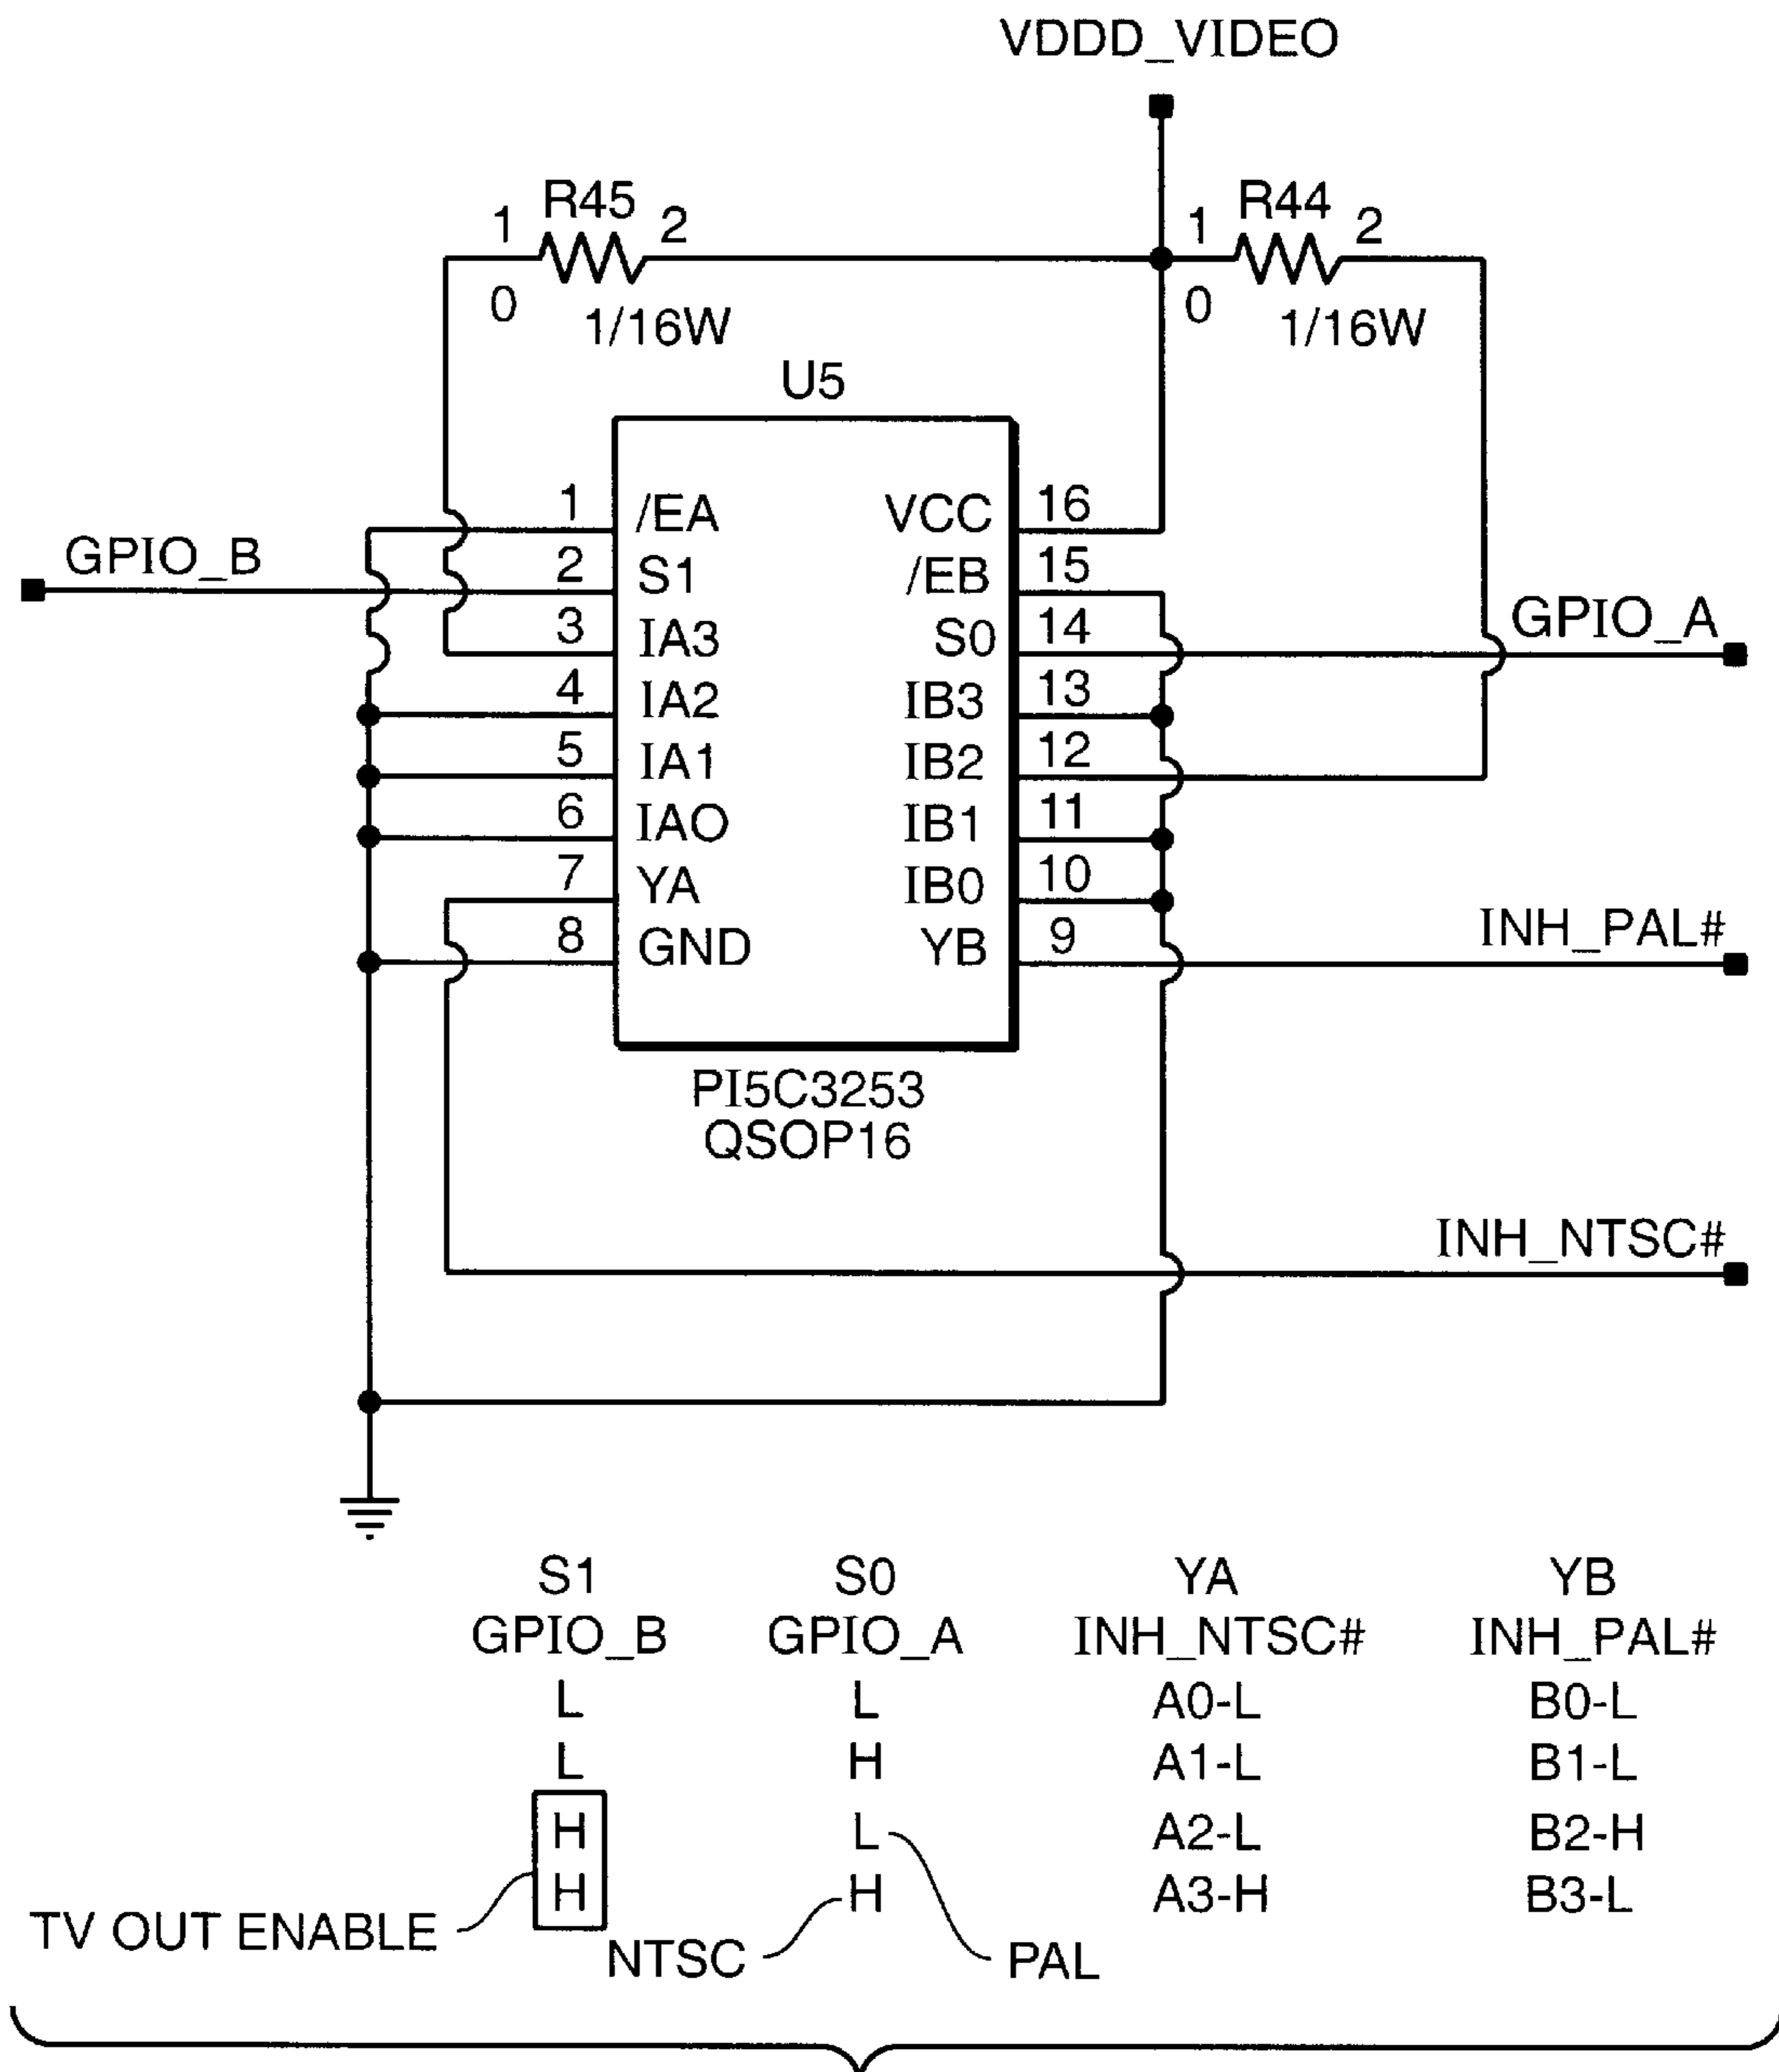 VDDD_VIDEO
R45
1 2
0
1/16W
R44
1 2
0
1/16W
U5
1 /EA
2 S1
3 IA3
4 IA2
5 IA1
6 IAO
7 YA
8 GND
VCC 16
/EB 15
S0 14
IB3 13
IB2 12
IB1 11
IB0 10
YB 9
GPIO_B
GPIO_A
INH_PAL#
INH_NTSC#
PI5C3253
QSOP16
S1 S0 YA YB
GPIO_B GPIO_A INH_NTSC# INH_PAL#
L L A0-L B0-L
L H A1-L B1-L
H L A2-L B2-H
H H A3-H B3-L
TV OUT ENABLE
NTSC PAL